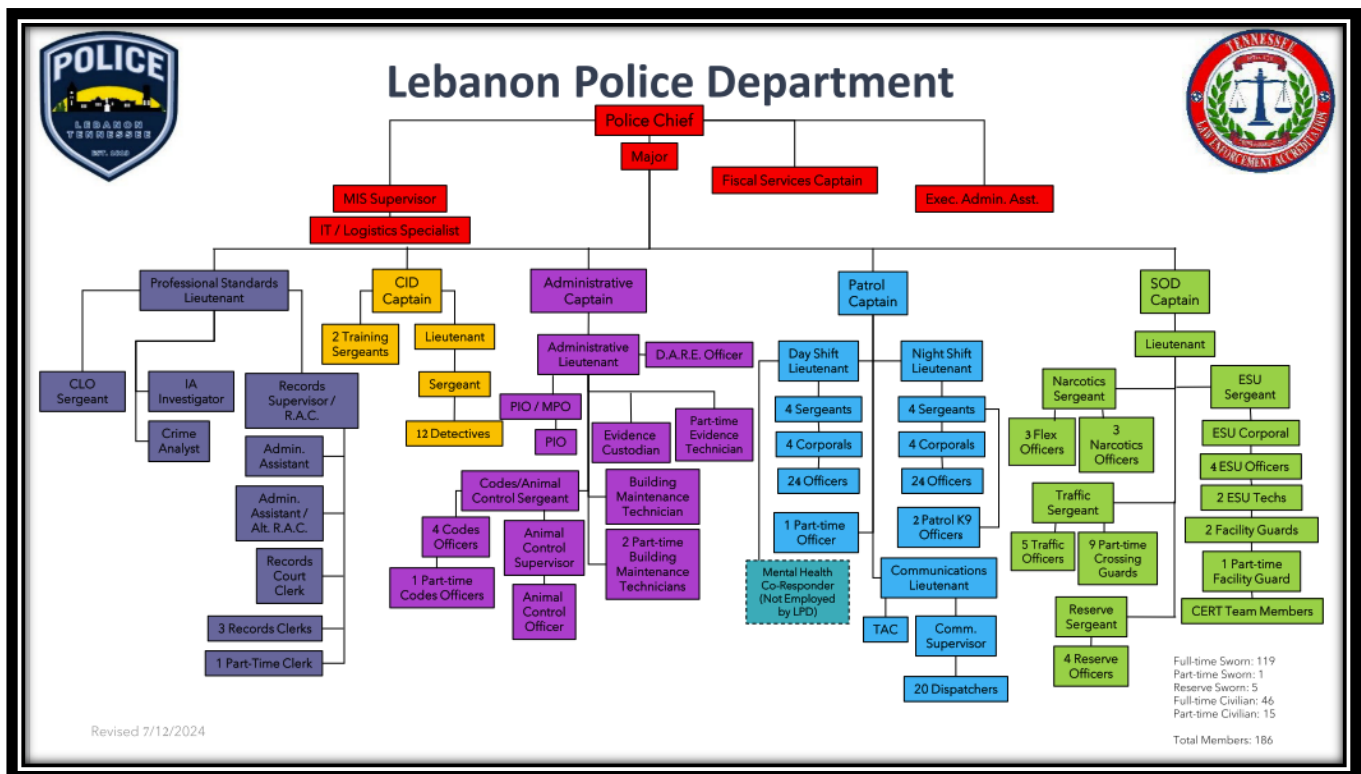 POLICE
LEBANON
TENNESSEE
EST. 1819
Lebanon Police Department
TENNESSEE
LAW ENFORCEMENT ACCREDITATION
Police Chief
Major
Fiscal Services Captain
MIS Supervisor
Exec. Admin. Asst.
IT / Logistics Specialist
Professional Standards
Lieutenant
CLO
Sergeant
IA
Investigator
Crime
Analyst
Records
Supervisor /
R.A.C.
Admin.
Assistant
Admin.
Assistant /
Alt. R.A.C.
Records
Court
Clerk
3 Records Clerks
1 Part-Time Clerk
CID
Captain
2 Training
Sergeants
Lieutenant
Sergeant
12 Detectives
Administrative
Captain
Administrative
Lieutenant
D.A.R.E. Officer
PIO / MPO
PIO
Evidence
Custodian
Part-time
Evidence
Technician
Codes/Animal
Control Sergeant
Building
Maintenance
Technician
4 Codes
Officers
Animal
Control
Supervisor
2 Part-time
Building
Maintenance
Technicians
1 Part-time
Codes Officers
Animal
Control
Officer
Patrol
Captain
Day Shift
Lieutenant
4 Sergeants
4 Corporals
24 Officers
Night Shift
Lieutenant
4 Sergeants
4 Corporals
24 Officers
1 Part-time
Officer
2 Patrol K9
Officers
Mental Health
Co-Responder
(Not Employed
by LPD)
Communications
Lieutenant
TAC
Comm.
Supervisor
20 Dispatchers
SOD
Captain
Lieutenant
Narcotics
Sergeant
3 Flex
Officers
3
Narcotics
Officers
Traffic
Sergeant
5 Traffic
Officers
9 Part-time
Crossing
Guards
Reserve
Sergeant
4 Reserve
Officers
ESU
Sergeant
ESU Corporal
4 ESU Officers
2 ESU Techs
2 Facility Guards
1 Part-time
Facility Guard
CERT Team Members
Full-time Sworn: 119
Part-time Sworn: 1
Reserve Sworn: 5
Full-time Civilian: 46
Part-time Civilian: 15
Total Members: 186
Revised 7/12/2024